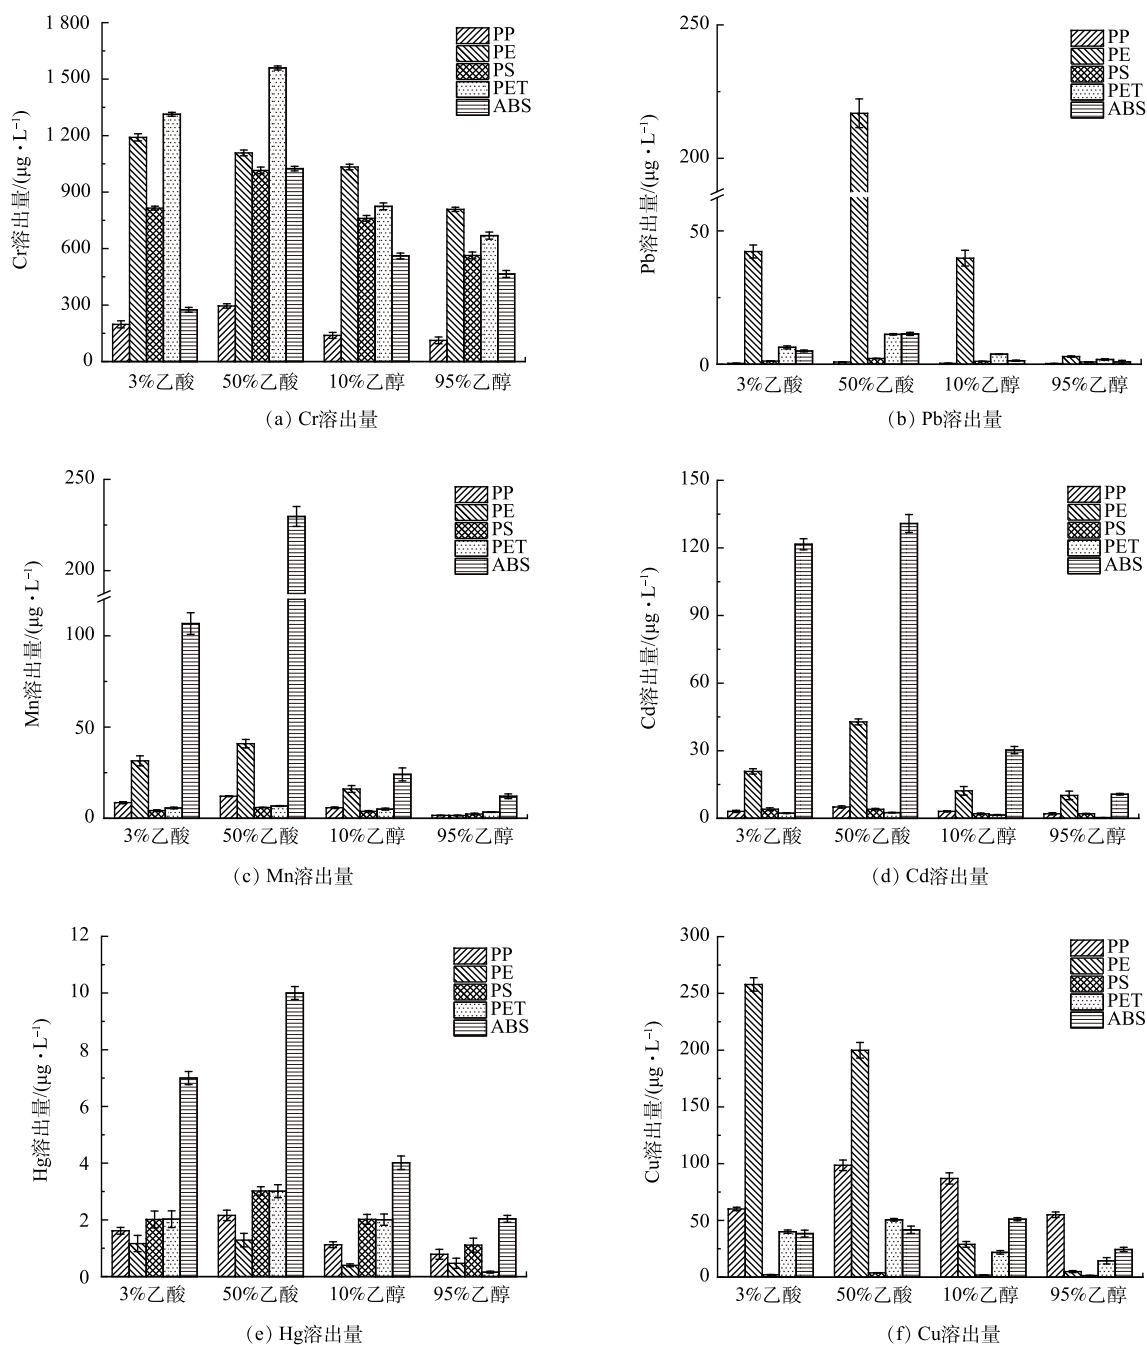 1 800
1 500
1 200
900
600
300
0
Cr溶出量/(μg·L⁻¹)
PP
PE
PS
PET
ABS
3%乙酸 50%乙酸 10%乙醇 95%乙醇
(a) Cr溶出量
250
200
50
0
Pb溶出量/(μg·L⁻¹)
PP
PE
PS
PET
ABS
3%乙酸 50%乙酸 10%乙醇 95%乙醇
(b) Pb溶出量
250
200
100
50
0
Mn溶出量/(μg·L⁻¹)
PP
PE
PS
PET
ABS
3%乙酸 50%乙酸 10%乙醇 95%乙醇
(c) Mn溶出量
150
120
90
60
30
0
Cd溶出量/(μg·L⁻¹)
PP
PE
PS
PET
ABS
3%乙酸 50%乙酸 10%乙醇 95%乙醇
(d) Cd溶出量
12
10
8
6
4
2
0
Hg溶出量/(μg·L⁻¹)
PP
PE
PS
PET
ABS
3%乙酸 50%乙酸 10%乙醇 95%乙醇
(e) Hg溶出量
300
250
200
150
100
50
0
Cu溶出量/(μg·L⁻¹)
PP
PE
PS
PET
ABS
3%乙酸 50%乙酸 10%乙醇 95%乙醇
(f) Cu溶出量